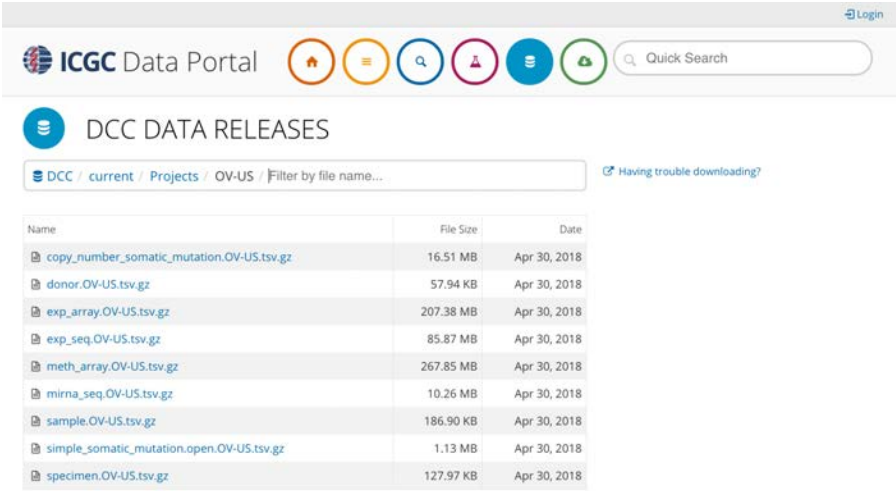 Login
ICGC Data Portal
Quick Search
DCC DATA RELEASES
DCC / current / Projects / OV-US / Filter by file name...
Having trouble downloading?
Name File Size Date
copy_number_somatic_mutation.OV-US.tsv.gz 16.51 MB Apr 30, 2018
donor.OV-US.tsv.gz 57.94 KB Apr 30, 2018
exp_array.OV-US.tsv.gz 207.38 MB Apr 30, 2018
exp_seq.OV-US.tsv.gz 85.87 MB Apr 30, 2018
meth_array.OV-US.tsv.gz 267.85 MB Apr 30, 2018
mirna_seq.OV-US.tsv.gz 10.26 MB Apr 30, 2018
sample.OV-US.tsv.gz 186.90 KB Apr 30, 2018
simple_somatic_mutation.open.OV-US.tsv.gz 1.13 MB Apr 30, 2018
specimen.OV-US.tsv.gz 127.97 KB Apr 30, 2018